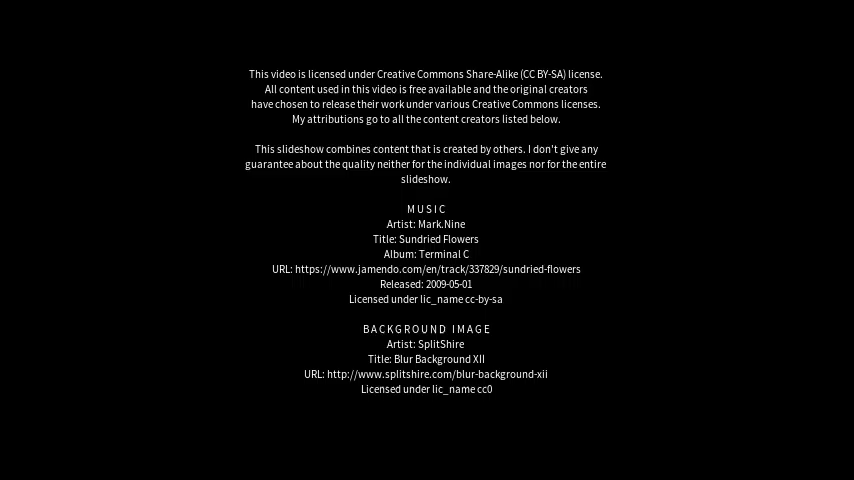 This video is licensed under Creative Commons Share-Alike (CC BY-SA) license.
All content used in this video is free available and the original creators
have chosen to release their work under various Creative Commons licenses.
My attributions go to all the content creators listed below.
This slideshow combines content that is created by others. I don't give any
guarantee about the quality neither for the individual images nor for the entire
slideshow.
MUSIC
Artist: Mark.Nine
Title: Sundried Flowers
Album: Terminal C
URL: https://www.jamendo.com/en/track/337829/sundried-flowers
Released: 2009-05-01
Licensed under lic_name cc-by-sa
BACKGROUND IMAGE
Artist: SplitShire
Title: Blur Background XII
URL: http://www.splitshire.com/blur-background-xii
Licensed under lic_name cc0